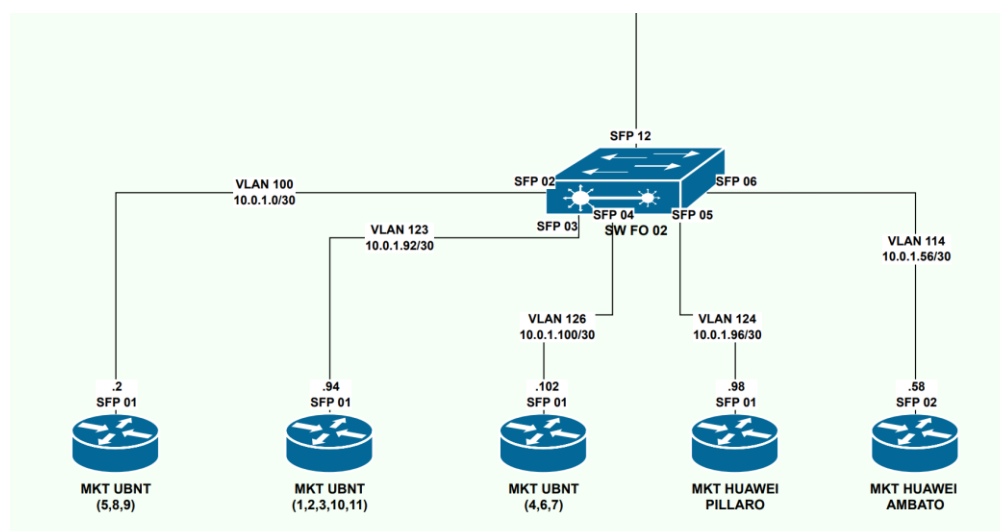 SFP 12
SFP 02
SFP 06
SFP 03
SFP 04
SFP 05
SW FO 02
VLAN 100
10.0.1.0/30
VLAN 123
10.0.1.92/30
VLAN 114
10.0.1.56/30
VLAN 126
10.0.1.100/30
VLAN 124
10.0.1.96/30
.2
SFP 01
.94
SFP 01
.102
SFP 01
.98
SFP 01
.58
SFP 02
MKT UBNT
(5,8,9)
MKT UBNT
(1,2,3,10,11)
MKT UBNT
(4,6,7)
MKT HUAWEI
PILLARO
MKT HUAWEI
AMBATO